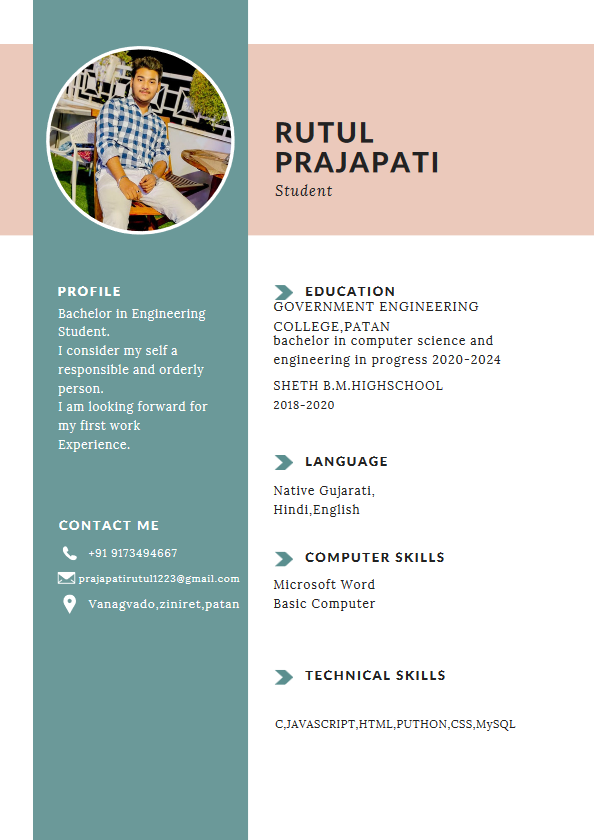 RUTUL
PRAJAPATI
Student
PROFILE
Bachelor in Engineering
Student.
I consider my self a
responsible and orderly
person.
I am looking forward for
my first work
Experience.
CONTACT ME
+91 9173494667
prajapatirutul1223@gmail.com
Vanagvado,ziniret,patan
EDUCATION
GOVERNMENT ENGINEERING
COLLEGE,PATAN
bachelor in computer science and
engineering in progress 2020-2024
SHETH B.M.HIGHSCHOOL
2018-2020
LANGUAGE
Native Gujarati,
Hindi,English
COMPUTER SKILLS
Microsoft Word
Basic Computer
TECHNICAL SKILLS
C,JAVASCRIPT,HTML,PUTHON,CSS,MySQL